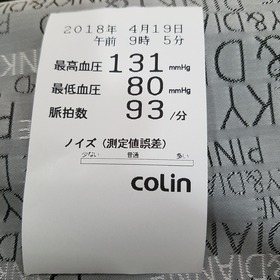 2018年 4月19日
午前 9時 5分
最高血圧 131 mmHg
最低血圧 80 mmHg
脈拍数 93 /分
ノイズ (測定値誤差)
少ない 普通 多い
colin